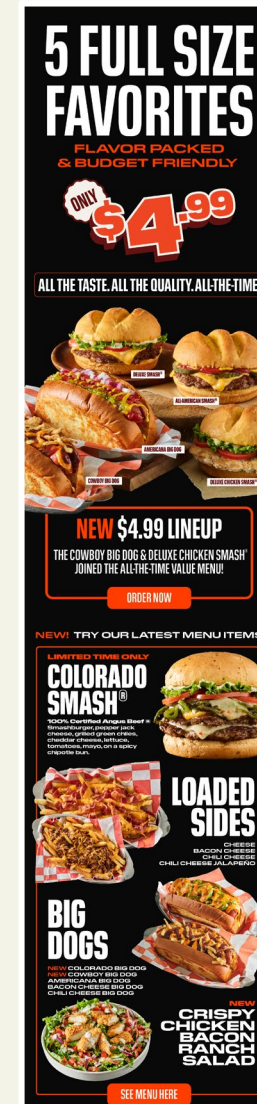 5 FULL SIZE
FAVORITES
FLAVOR PACKED
& BUDGET FRIENDLY
ONLY
$4.99
ALL THE TASTE. ALL THE QUALITY. ALL-THE-TIME
DELUXE SMASH®
ALL-AMERICAN SMASH®
AMERICANA BIG DOG
COWBOY BIG DOG
DELUXE CHICKEN SMASH®
NEW $4.99 LINEUP
THE COWBOY BIG DOG & DELUXE CHICKEN SMASH®
JOINED THE ALL-THE-TIME VALUE MENU!
ORDER NOW
NEW! TRY OUR LATEST MENU ITEMS
LIMITED TIME ONLY
COLORADO
SMASH®
100% Certified Angus Beef ®
Smashburger, pepper jack
cheese, grilled green chiles,
cheddar cheese, lettuce,
tomatoes, mayo, on a spicy
chipotle bun.
LOADED
SIDES
CHEESE
BACON CHEESE
CHILI CHEESE
CHILI CHEESE JALAPEÑO
BIG
DOGS
NEW COLORADO BIG DOG
NEW COWBOY BIG DOG
AMERICANA BIG DOG
BACON CHEESE BIG DOG
CHILI CHEESE BIG DOG
NEW
CRISPY
CHICKEN
BACON
RANCH
SALAD
SEE MENU HERE